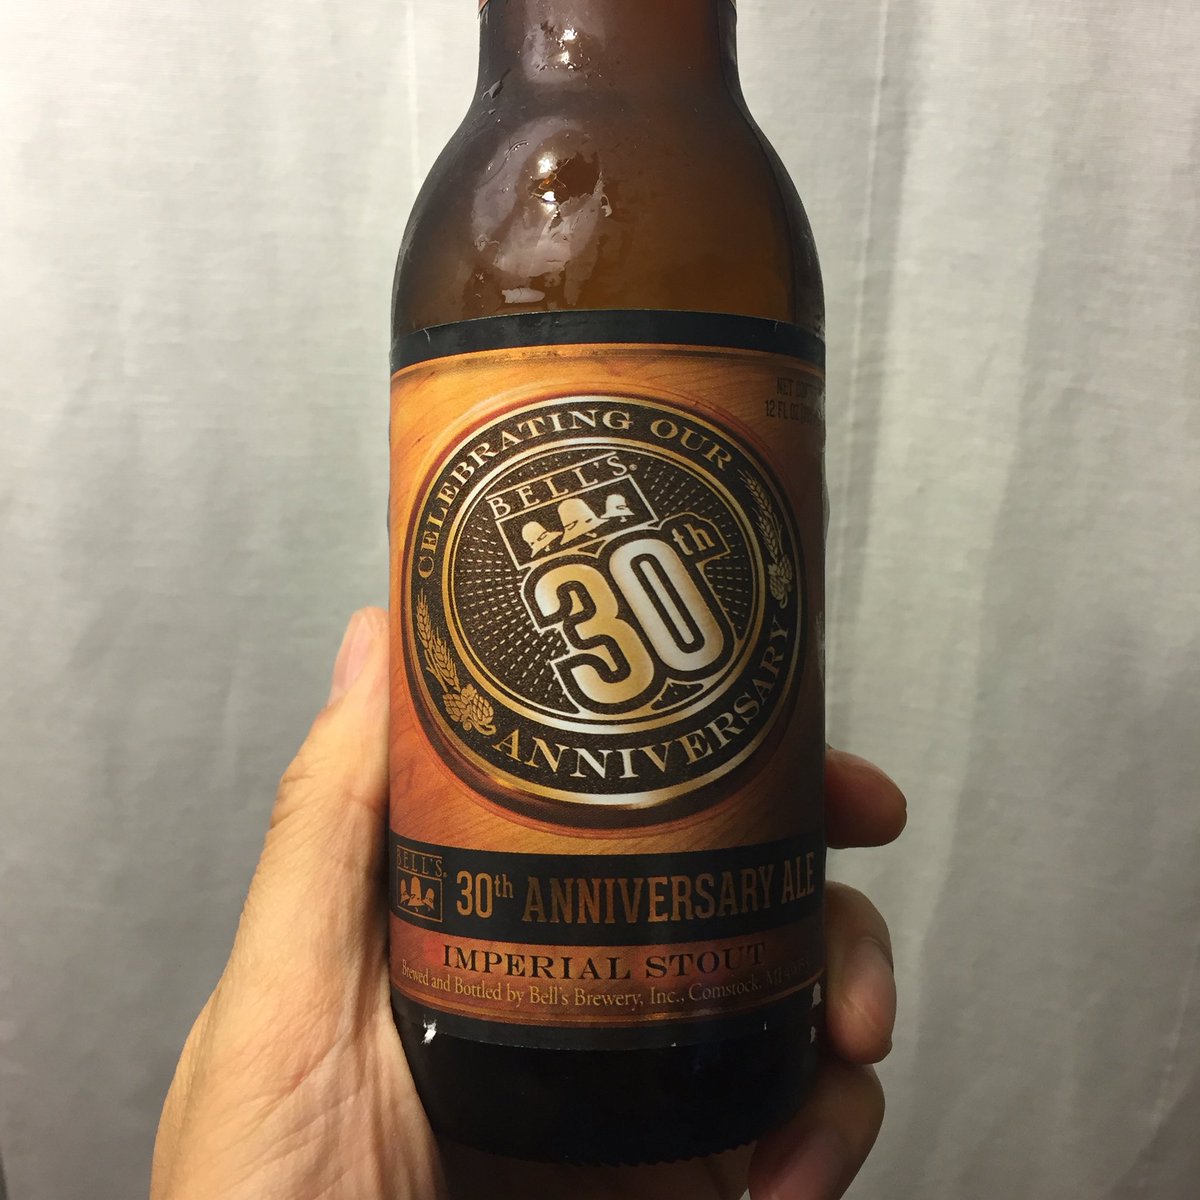 NET CONT
12 FL OZ
CELEBRATING OUR
BELL'S®
30th
ANNIVERSARY
BELL'S®
30th ANNIVERSARY ALE
IMPERIAL STOUT
Brewed and Bottled by Bell's Brewery, Inc., Comstock, MI 49053